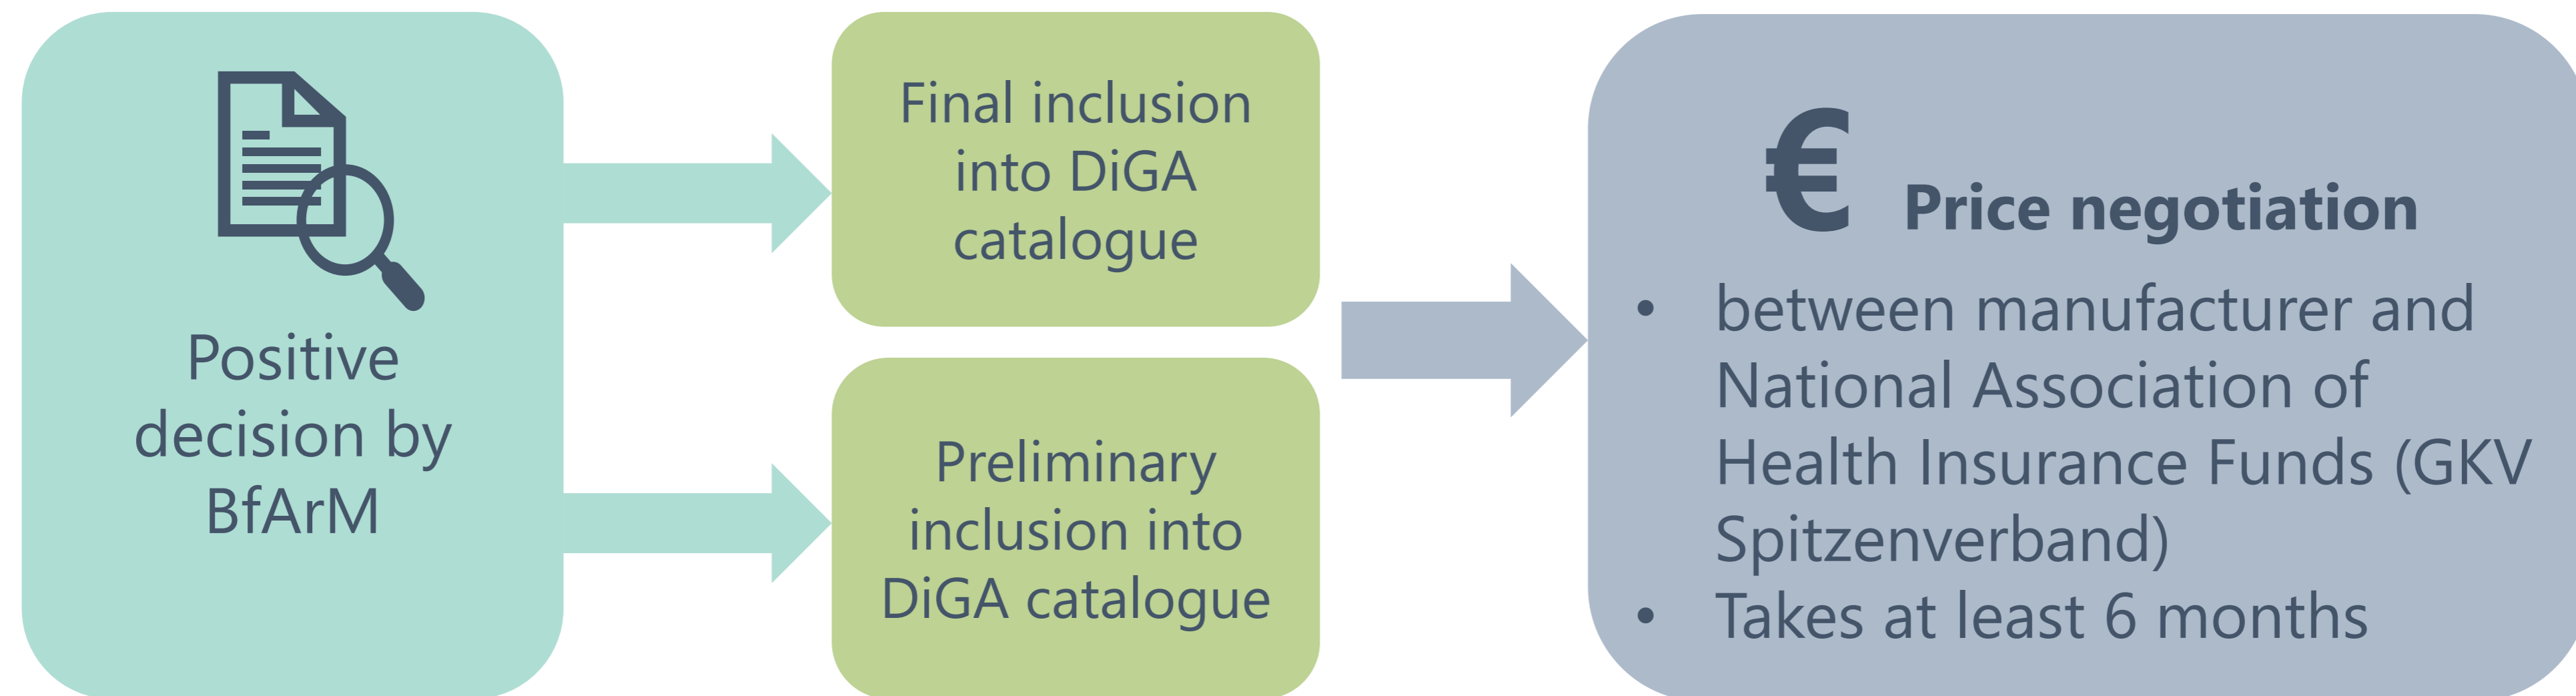 Positive
decision by
BfArM
Final inclusion
into DiGA
catalogue
Preliminary
inclusion into
DiGA catalogue
€ Price negotiation
• between manufacturer and
National Association of
Health Insurance Funds (GKV
Spitzenverband)
• Takes at least 6 months